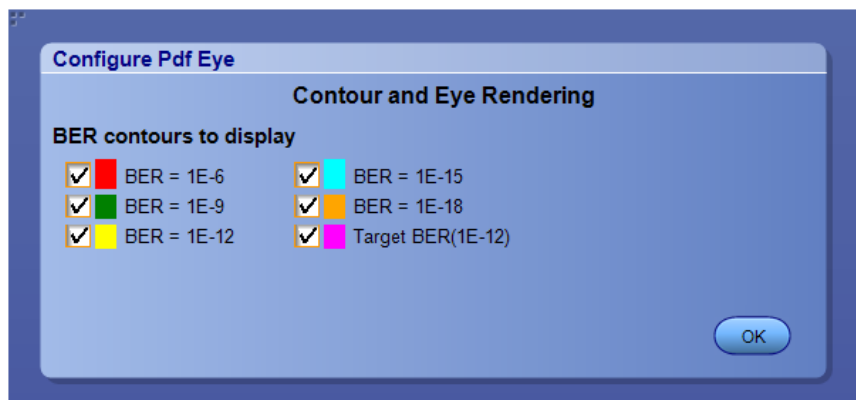 Configure Pdf Eye
Contour and Eye Rendering
BER contours to display
BER = 1E-6
BER = 1E-15
BER = 1E-9
BER = 1E-18
BER = 1E-12
Target BER(1E-12)
OK